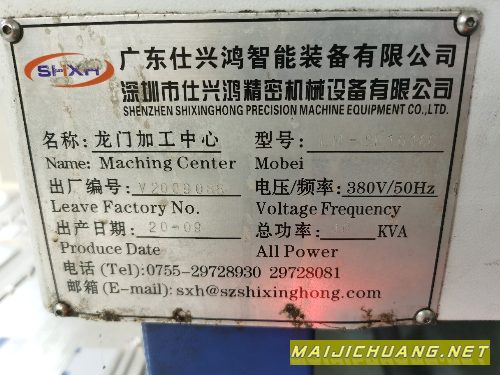 SHXH
广东仕兴鸿智能装备有限公司
深圳市仕兴鸿精密机械设备有限公司
SHENZHEN SHIXINGHONG PRECISION MACHINE EQUIPMENT CO.,LTD.
名称: 龙门加工中心 型号:
Name: Maching Center Mobei
出厂编号: 电压/频率: 380V/50Hz
Leave Factory No. Voltage Frequency
出产日期: 20-09 总功率: KVA
Produce Date All Power
电话 (Tel):0755-29728930 29728081
邮箱 (E-mail): sxh@szshixinghong.com
MAIJICHUANG.NET